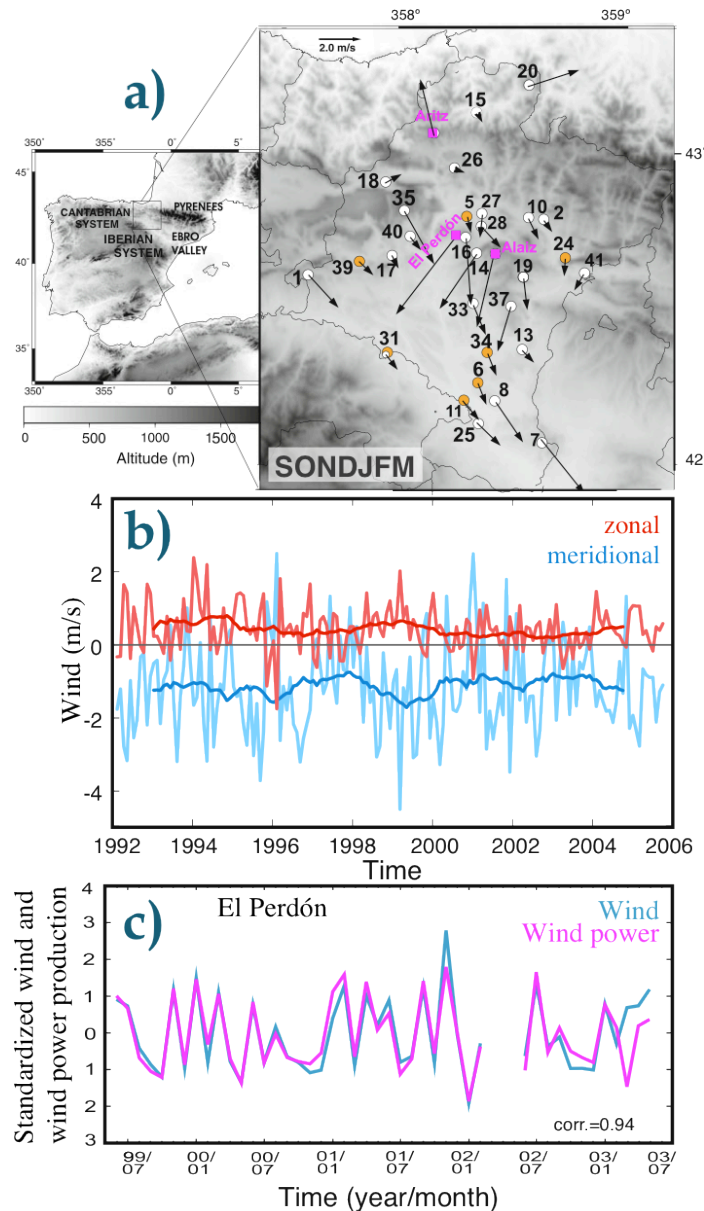 358˚ 359˚
2.0 m/s
20
a)
15
Aritz
43˚
350˚ 355˚ 0˚ 5˚
26
45˚
18
35
5 27 10 2
CANTABRIAN SYSTEM
PYRENEES
28
40
El Perdón
24
IBERIAN SYSTEM
EBRO VALLEY
16 Alaiz
39 17
14
41
40˚
1
19
37
33
31
34
13
35˚
6
8
350˚ 355˚ 0˚ 5˚
11
25
7
0 500 1000 1500
Altitude (m)
SONDJFM
42
b)
zonal
meridional
Wind (m/s)
4
2
0
-2
-4
1992 1994 1996 1998 2000 2002 2004 2006
Time
Standardized wind and
wind power production
El Perdón
Wind
Wind power
c)
4
3
2
1
0
1
2
3
corr.=0.94
99/07 00/01 00/07 01/01 01/07 02/01 02/07 03/01 03/07
Time (year/month)